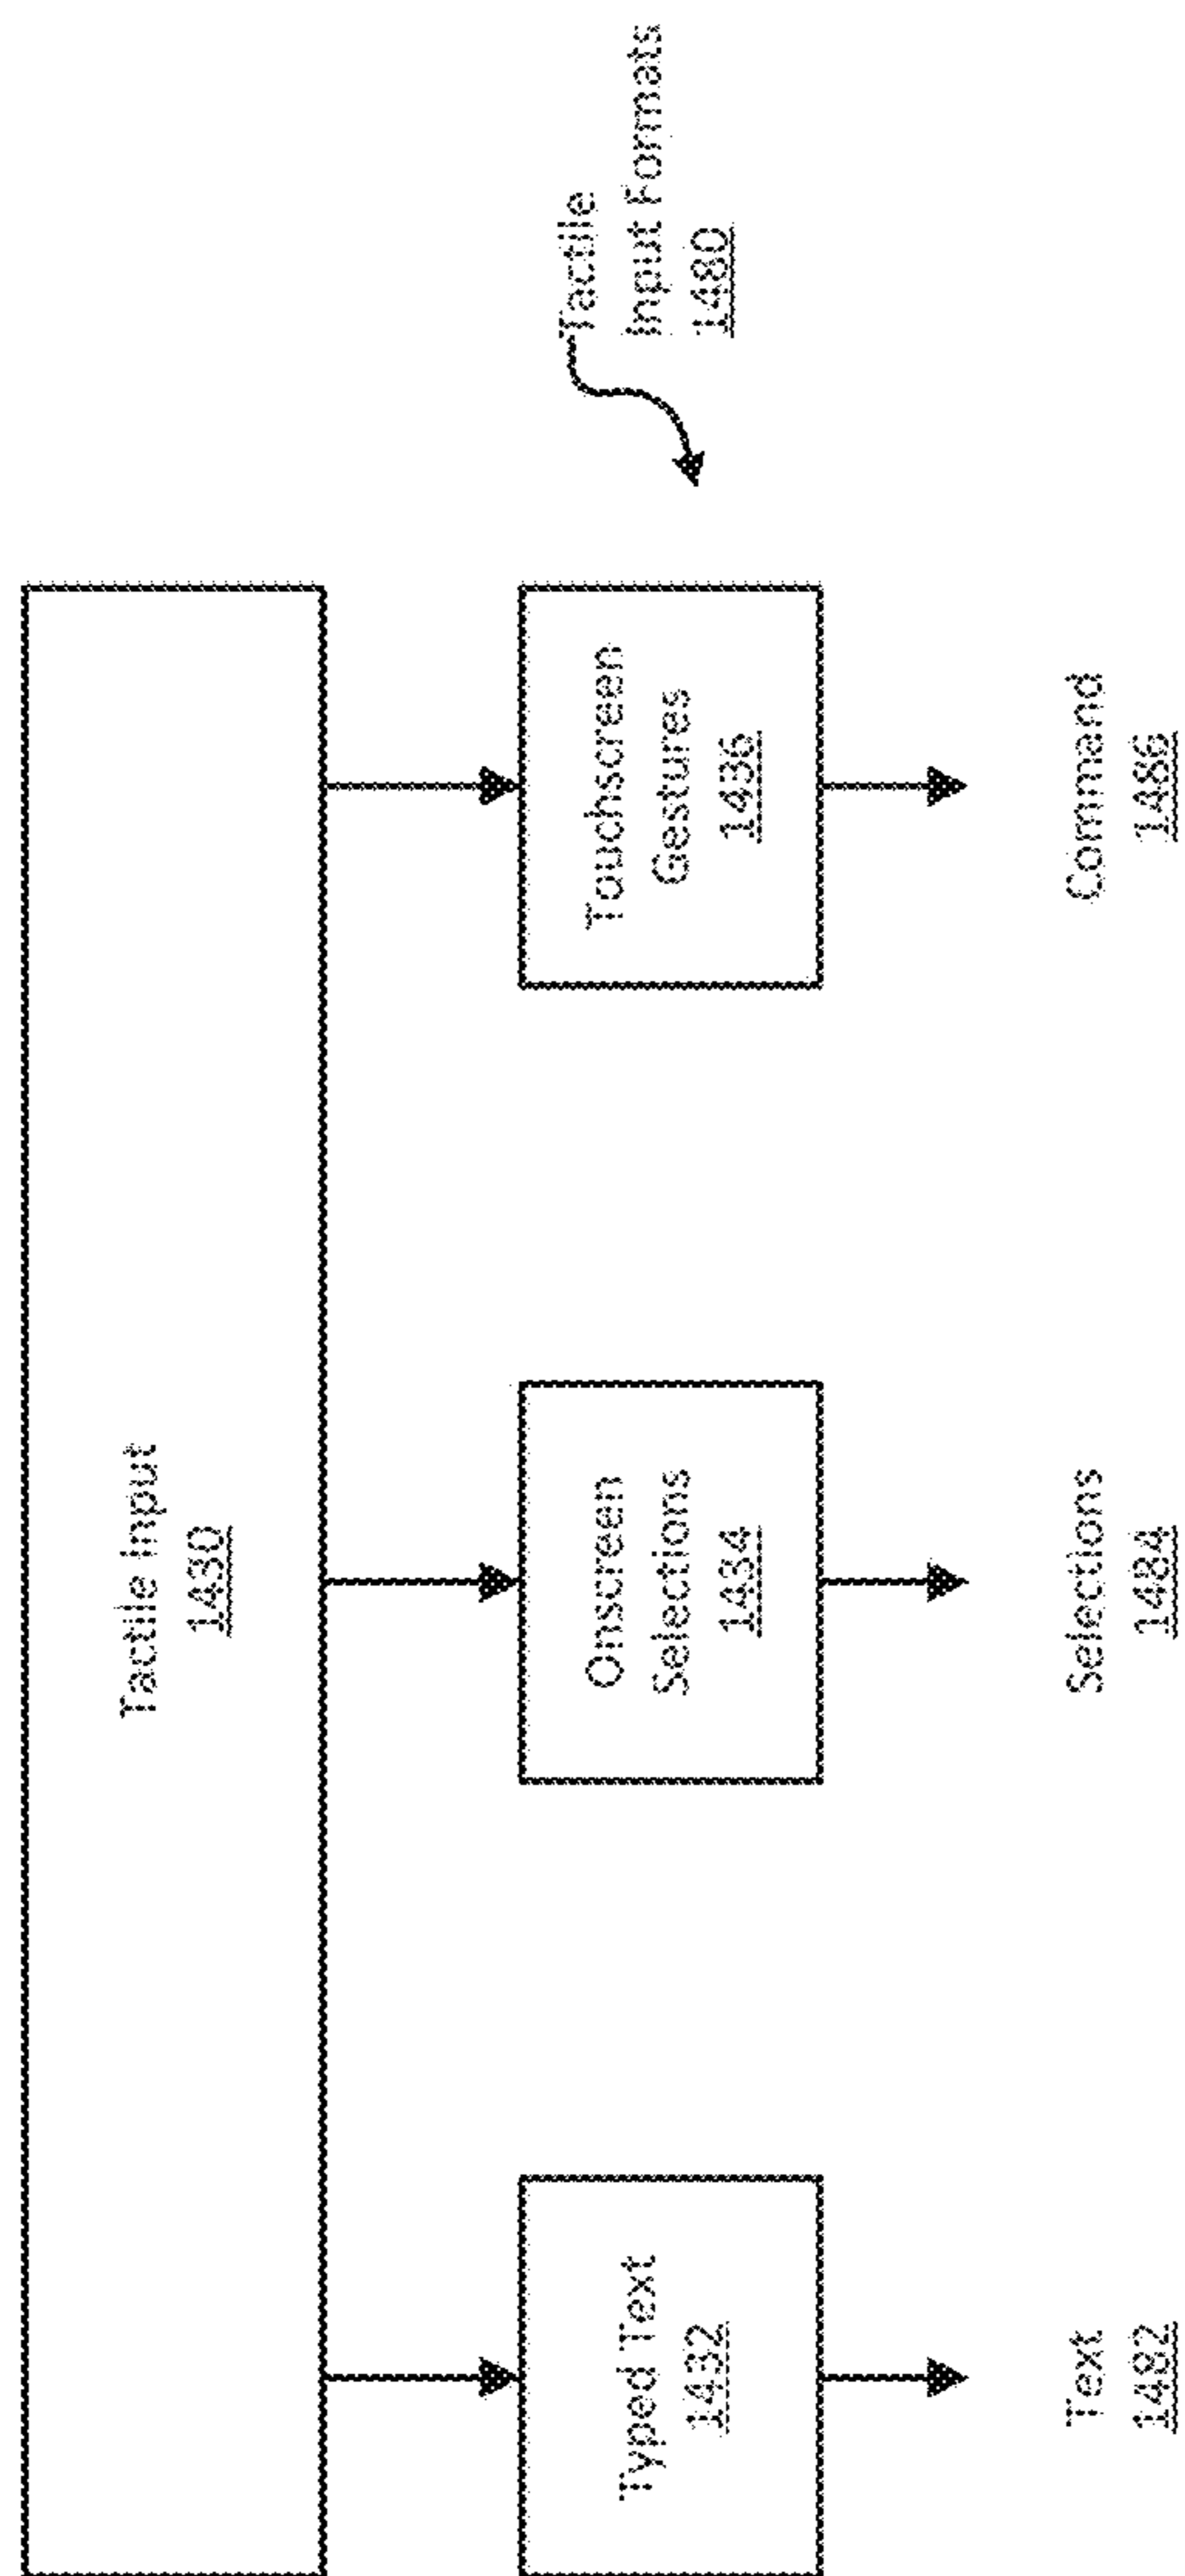 Tactile Input
1430
Tactile
Input Formats
1480
Typed Text
1432
Onscreen
Selections
1434
Touchscreen
Gestures
1436
Text
1482
Selections
1484
Command
1486